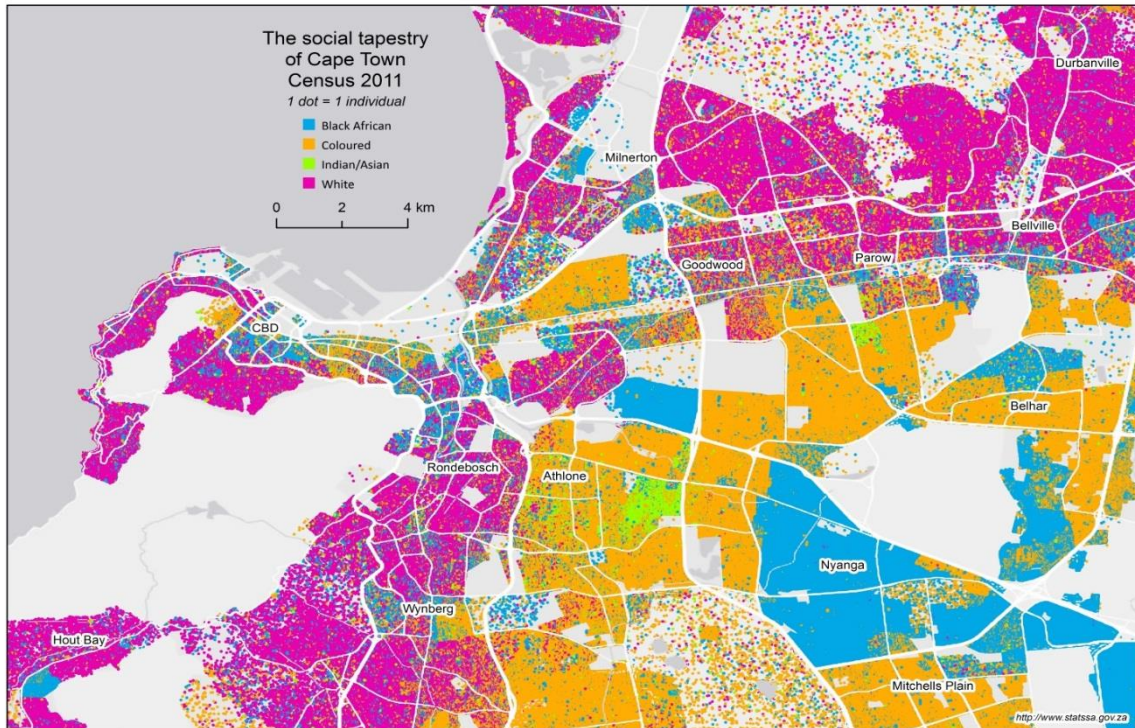 The social tapestry
of Cape Town
Census 2011
1 dot = 1 individual
Black African
Coloured
Indian/Asian
White
0 2 4 km
Durbanville
Milnerton
Bellville
Parow
Goodwood
CBD
Belhar
Rondebosch
Athlone
Nyanga
Wynberg
Hout Bay
Mitchells Plain
http://www.statssa.gov.za